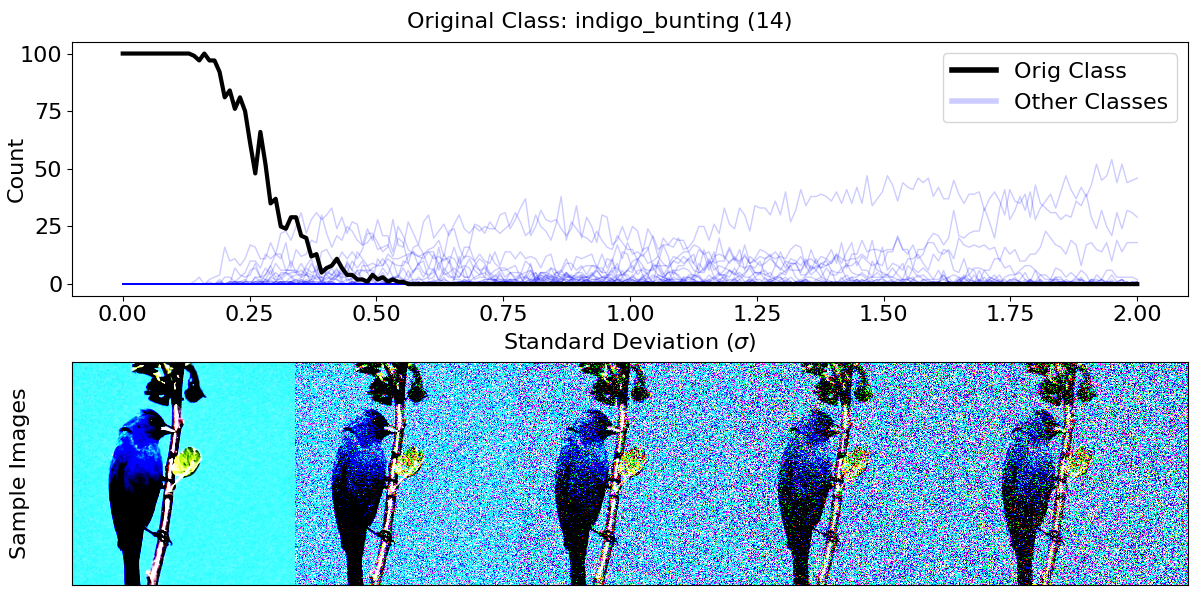 Original Class: indigo_bunting (14)
Count
100
75
50
25
0
Orig Class
Other Classes
0.00 0.25 0.50 0.75 1.00 1.25 1.50 1.75 2.00
Standard Deviation (σ)
Sample Images